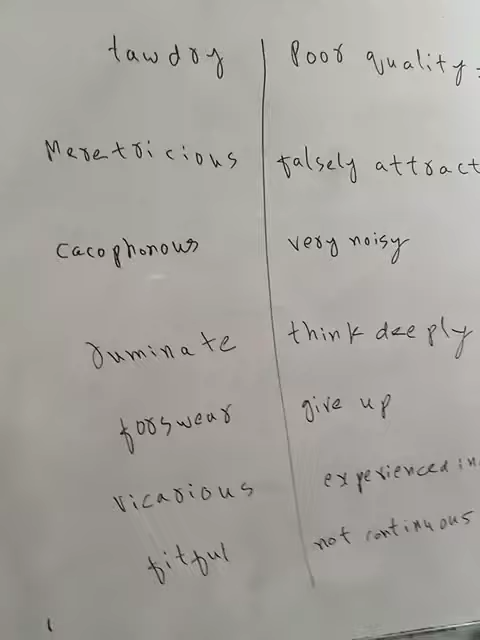 tawdry Poor quality
Meretricious falsely attract
cacophonous very noisy
ruminate think deeply
forswear give up
vicarious experienced in
fitful not continuous